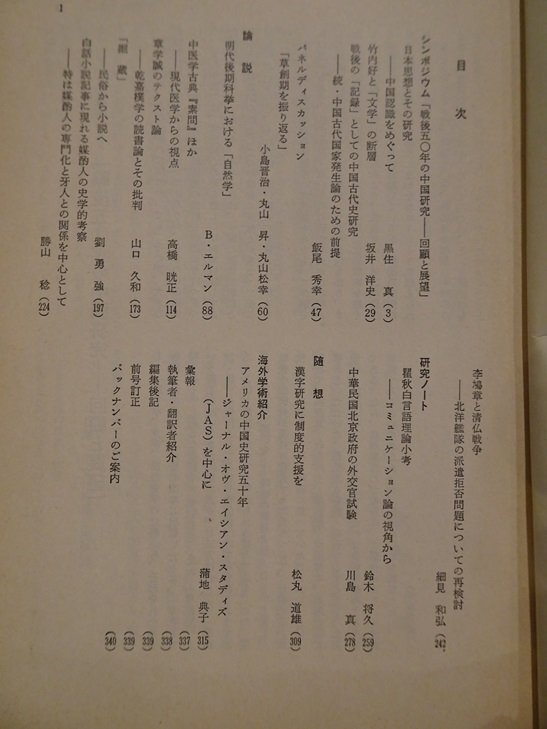 目次
シンポジウム「戦後五〇年の中国研究——回顧と展望」
日本思想とその研究
——中国認識をめぐって
黒住 真(3)
竹内好と「文学」の断層
坂井 洋史(29)
戦後の「記録」としての中国古代史研究
——続・中国古代国家発生論のための前提
飯尾 秀幸(47)
パネルディスカッション
「草創期を振り返る」
小島晋治・丸山 昇・丸山松幸(60)
論説
明代後期科挙における「自然学」
B・エルマン(88)
中医学古典『素問』ほか
——現代医学からの視点
高橋 晄正(114)
章学誠のテクスト論
——乾嘉樸学の読書論とその批判
山口 久和(173)
「掘蔵」
——民俗から小説へ
劉 勇強(197)
白話小説記事に現れる媒酌人の史学的考察
——特に媒酌人の専門化と牙人との関係を中心として
勝山 稔(224)
李鴻章と清仏戦争
——北洋艦隊の派遣拒否問題についての再検討
細見 和弘(242)
研究ノート
瞿秋白言語理論小考
——コミュニケーション論の視角から
鈴木 将久(259)
中華民国北京政府の外交官試験
川島 真(278)
随想
漢字研究に制度的支援を
松丸 道雄(309)
海外学術紹介
アメリカの中国史研究五十年
——ジャーナル・オヴ・エイシアン・スタディズ
(JAS)を中心に
蒲地 典子(315)
彙報(337)
執筆者・翻訳者紹介(338)
編集後記(339)
前号訂正(339)
バックナンバーのご案内(340)
1